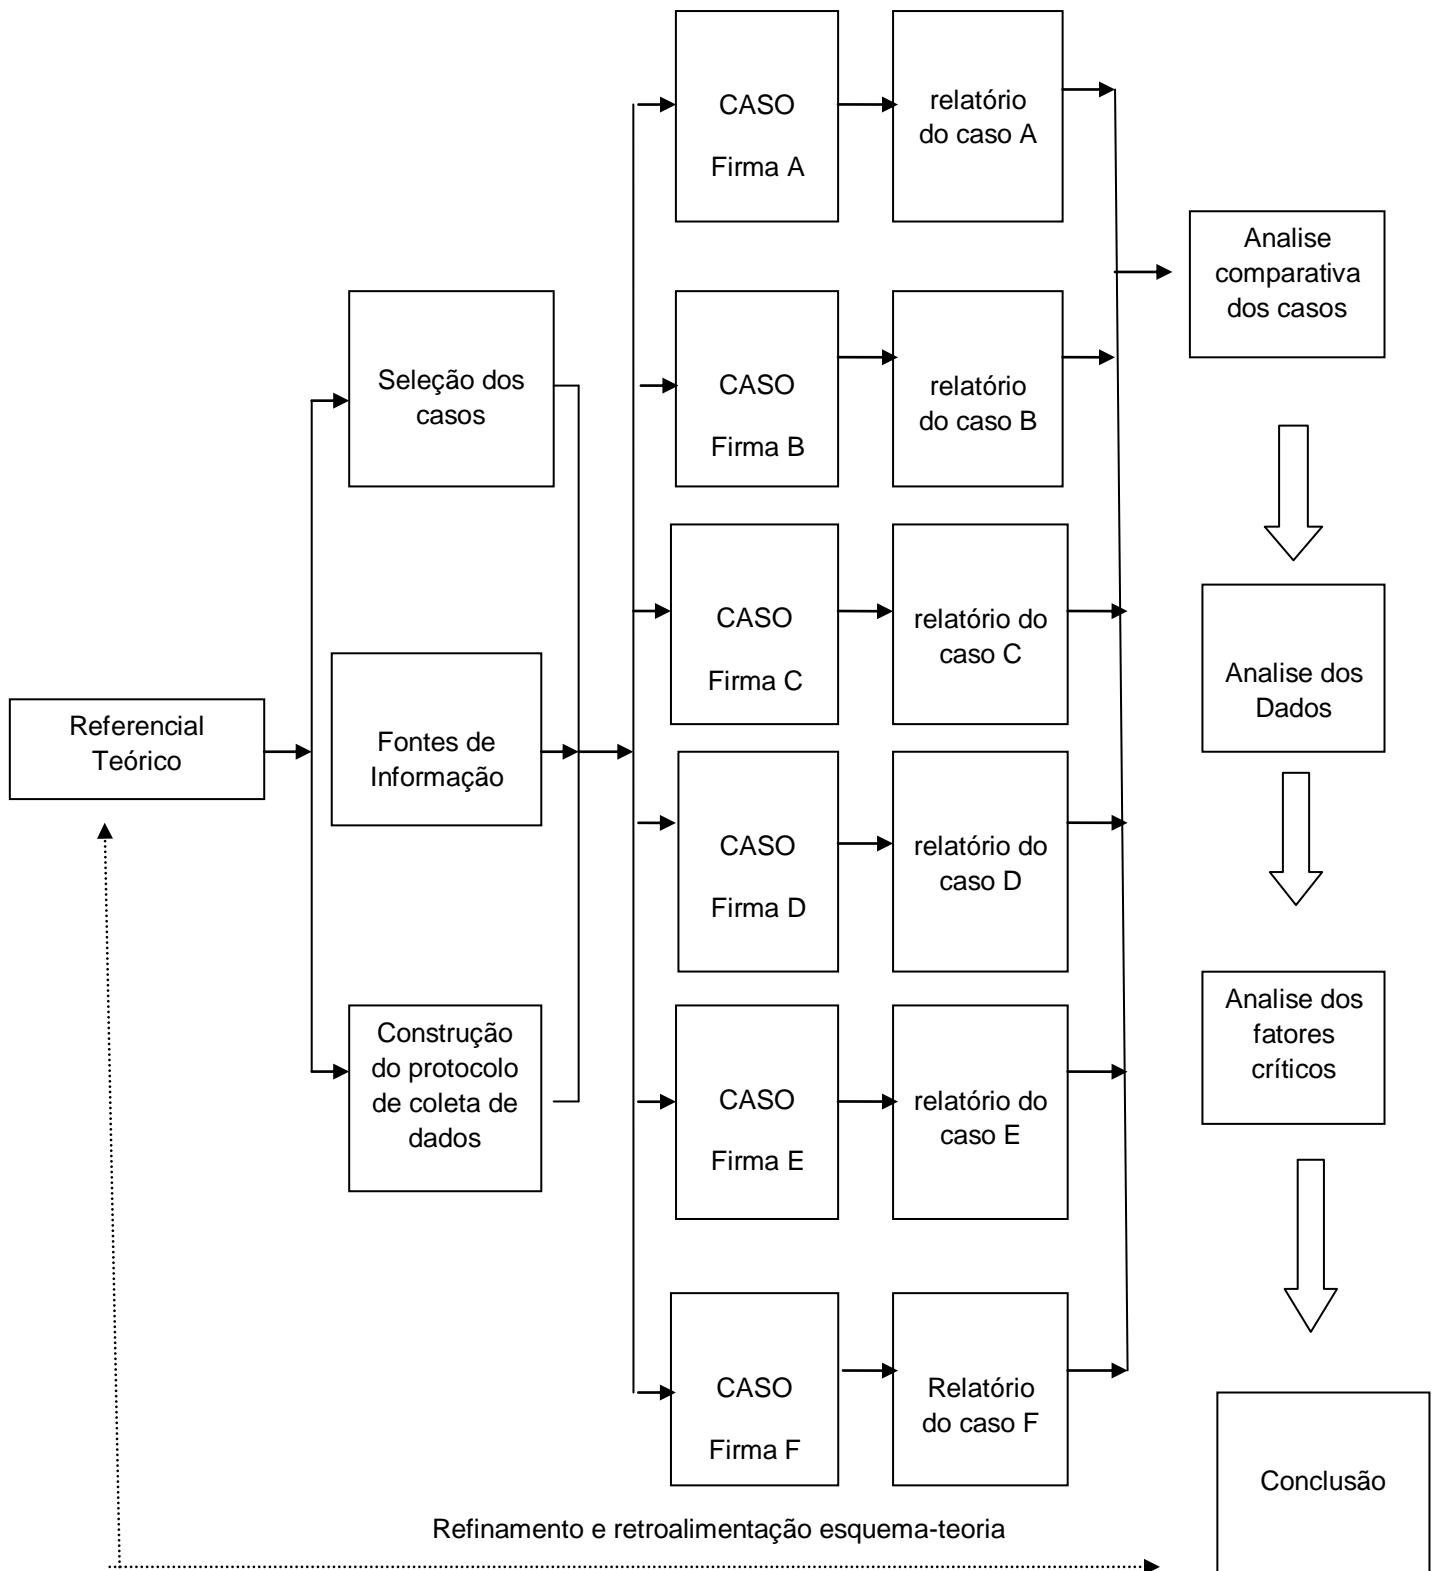 CASO
Firma A
relatório
do caso A
Analise
comparativa
dos casos
Seleção dos
casos
CASO
Firma B
relatório
do caso B
CASO
Firma C
relatório do
caso C
Analise dos
Dados
Referencial
Teórico
Fontes de
Informação
CASO
Firma D
relatório do
caso D
Construção
do protocolo
de coleta de
dados
CASO
Firma E
relatório do
caso E
Analise dos
fatores
críticos
CASO
Firma F
Relatório
do caso F
Conclusão
Refinamento e retroalimentação esquema-teoria